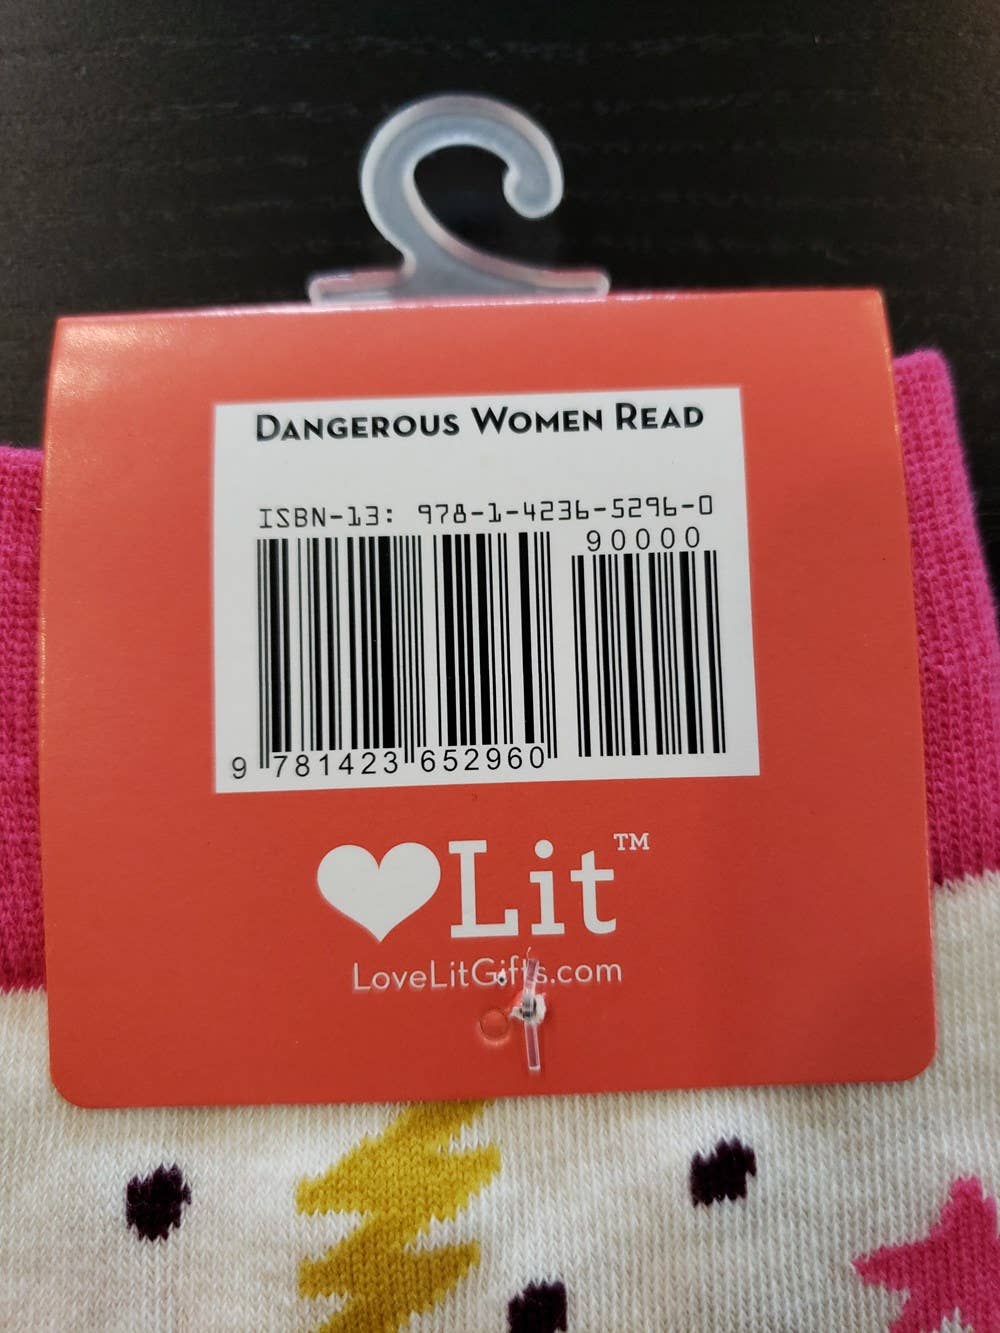 DANGEROUS WOMEN READ
ISBN-13: 978-1-4236-5296-0
90000
9 781423 652960
Lit™
LoveLitGifts.com